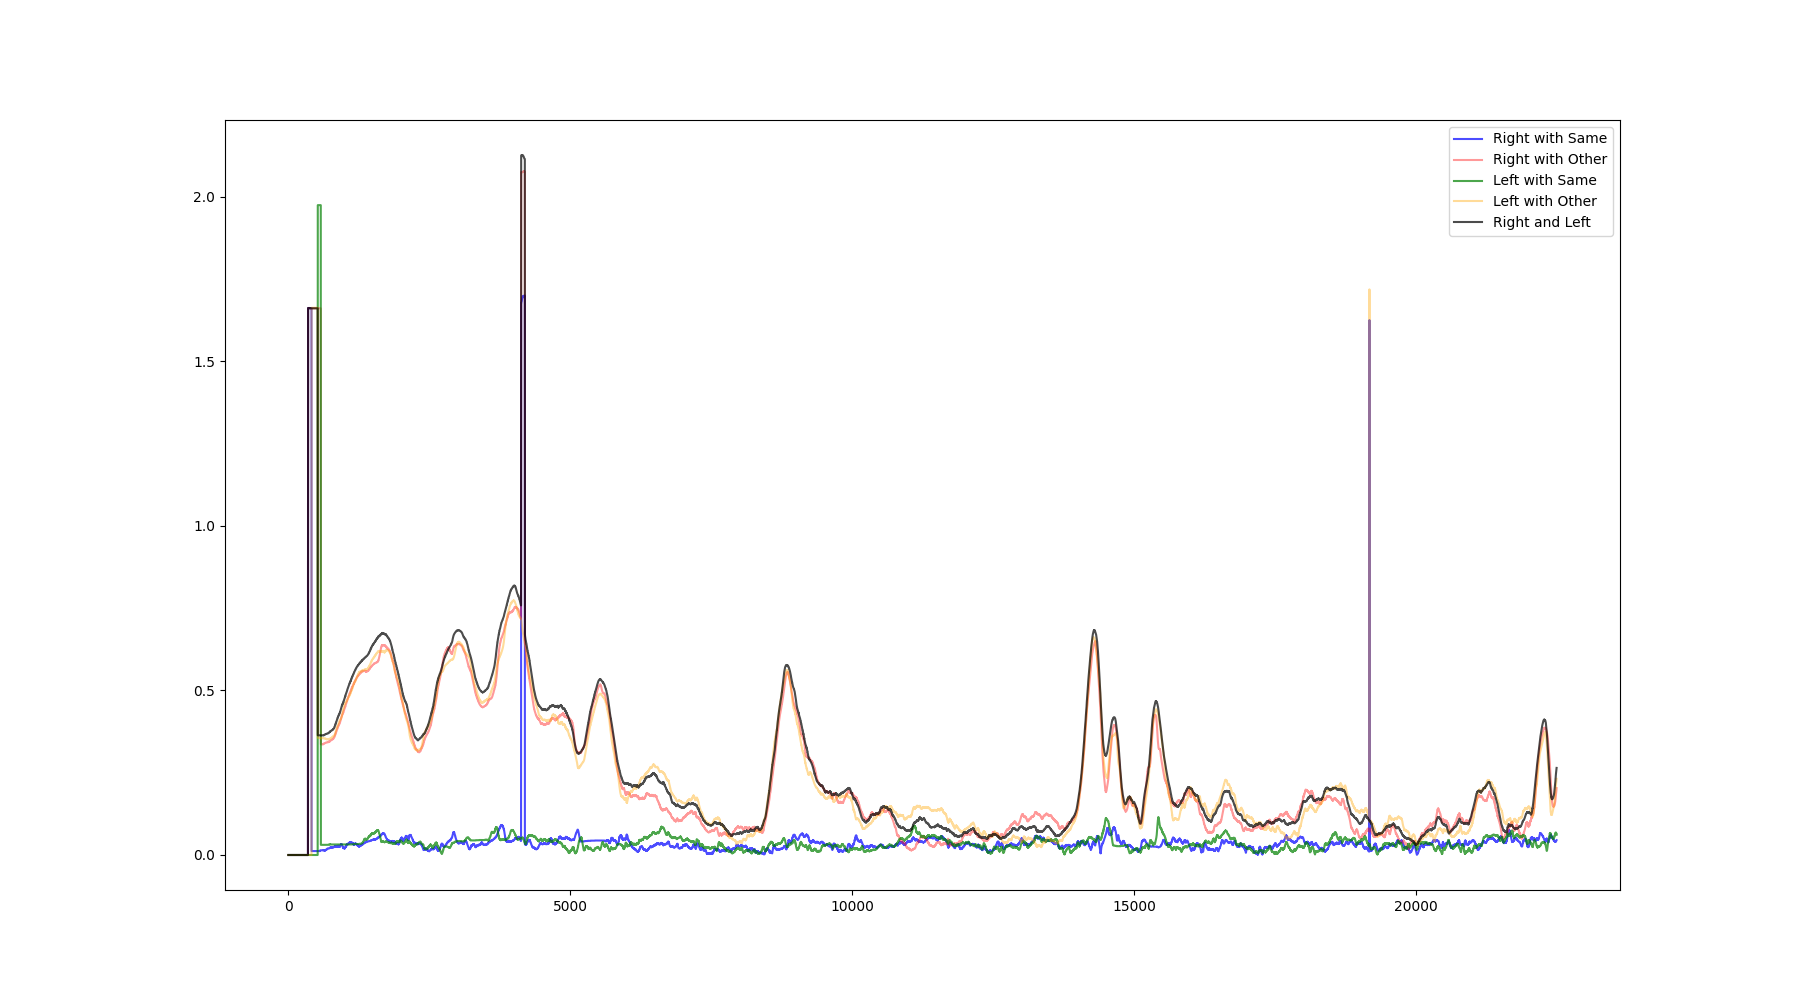 Right with Same
Right with Other
Left with Same
Left with Other
Right and Left
2.0
1.5
1.0
0.5
0.0
0 5000 10000 15000 20000